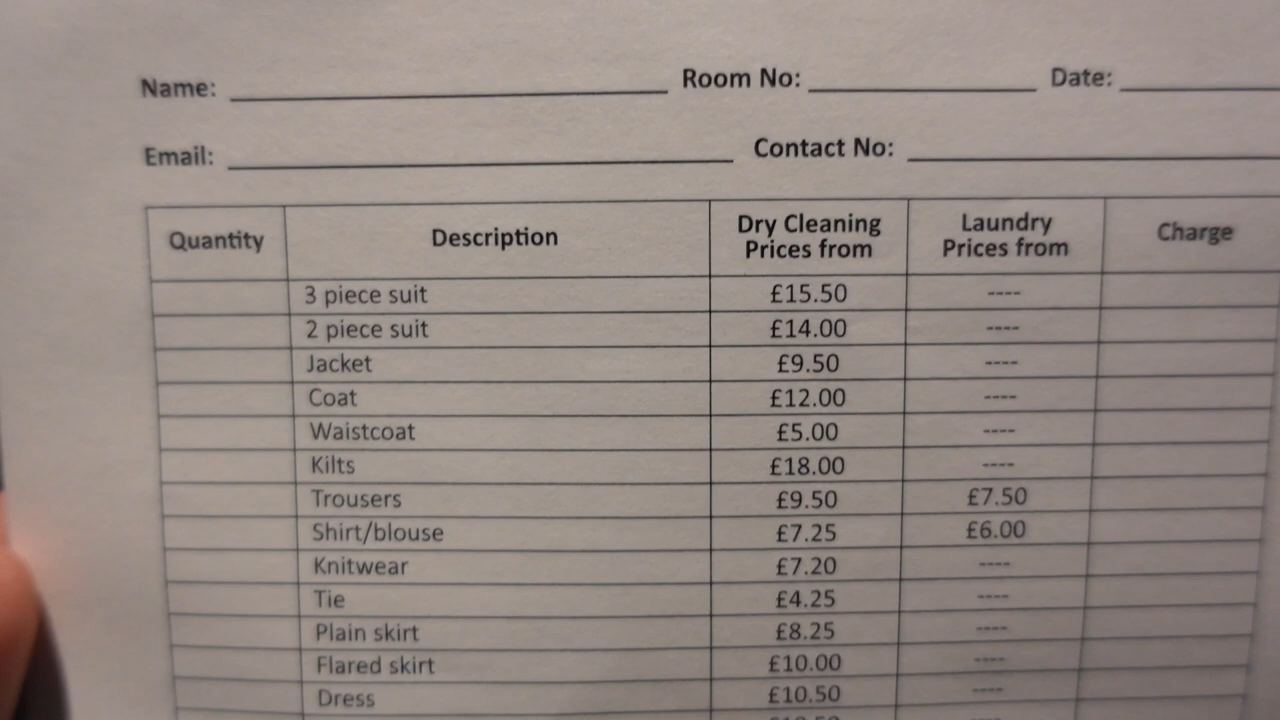 Name: Room No: Date:
Email: Contact No:
Quantity Description Dry Cleaning Prices from Laundry Prices from Charge
3 piece suit £15.50 ----
2 piece suit £14.00 ----
Jacket £9.50 ----
Coat £12.00 ----
Waistcoat £5.00 ----
Kilts £18.00 ----
Trousers £9.50 £7.50
Shirt/blouse £7.25 £6.00
Knitwear £7.20 ----
Tie £4.25 ----
Plain skirt £8.25 ----
Flared skirt £10.00 ----
Dress £10.50 ----